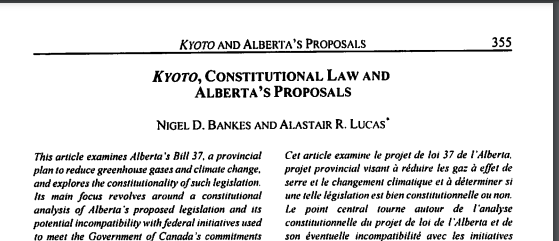 KYOTO AND ALBERTA'S PROPOSALS 355
KYOTO, CONSTITUTIONAL LAW AND
ALBERTA'S PROPOSALS
NIGEL D. BANKES AND ALASTAIR R. LUCAS*
This article examines Alberta's Bill 37, a provincial
plan to reduce greenhouse gases and climate change,
and explores the constitutionality of such legislation.
Its main focus revolves around a constitutional
analysis of Alberta's proposed legislation and its
potential incompatibility with federal initiatives used
to meet the Government of Canada's commitments
Cet article examine le projet de loi 37 de l'Alberta,
projet provincial visant à réduire les gaz à effet de
serre et le changement climatique et à déterminer si
une telle législation est bien constitutionnelle ou non.
Le point central tourne autour de l'analyse
constitutionnelle du projet de loi de l'Alberta et de
son éventuelle incompatibilité avec les initiatives